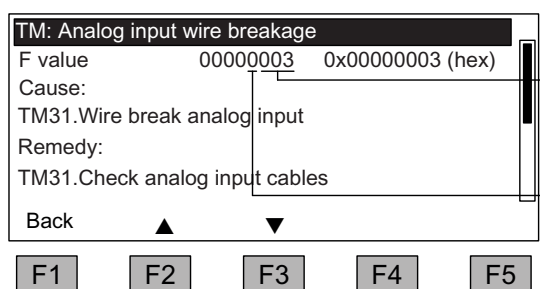 TM: Analog input wire breakage
F value 00000003 0x00000003 (hex)
Cause:
TM31.Wire break analog input
Remedy:
TM31.Check analog input cables
Back ▲ ▼
F1 F2 F3 F4 F5